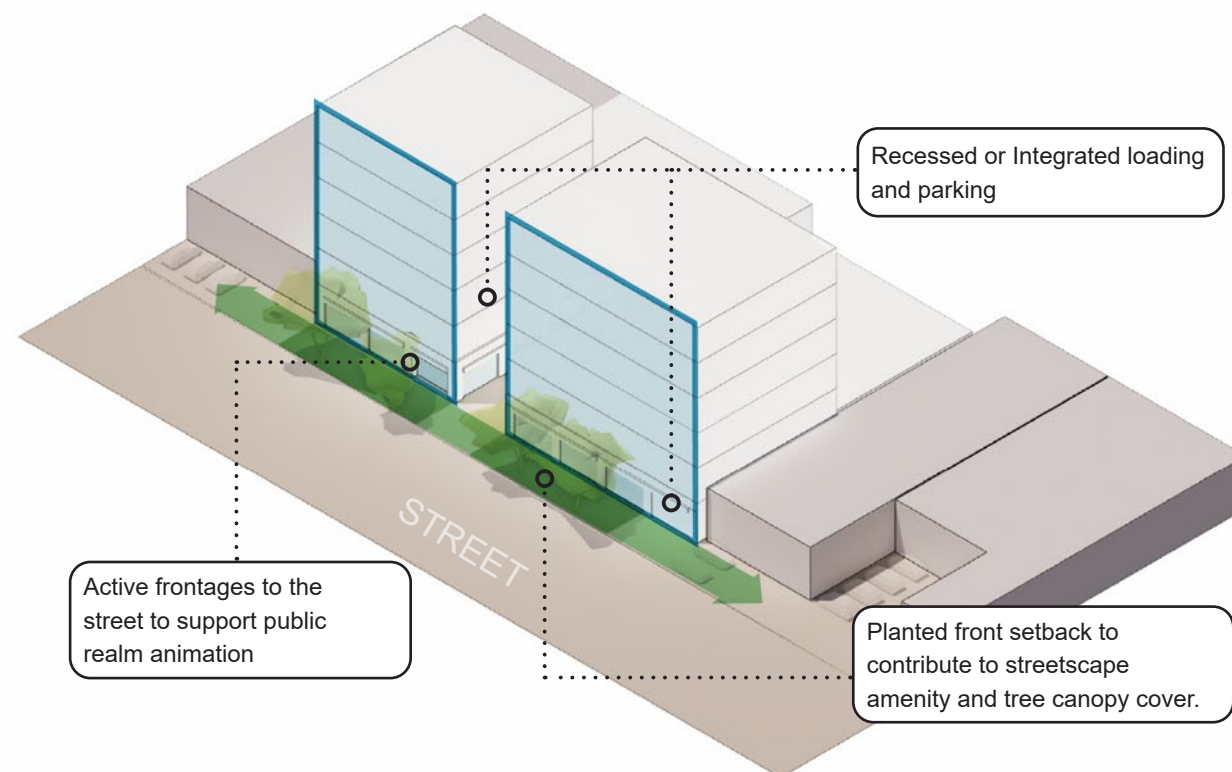 Recessed or Integrated loading
and parking
STREET
Active frontages to the
street to support public
realm animation
Planted front setback to
contribute to streetscape
amenity and tree canopy cover.